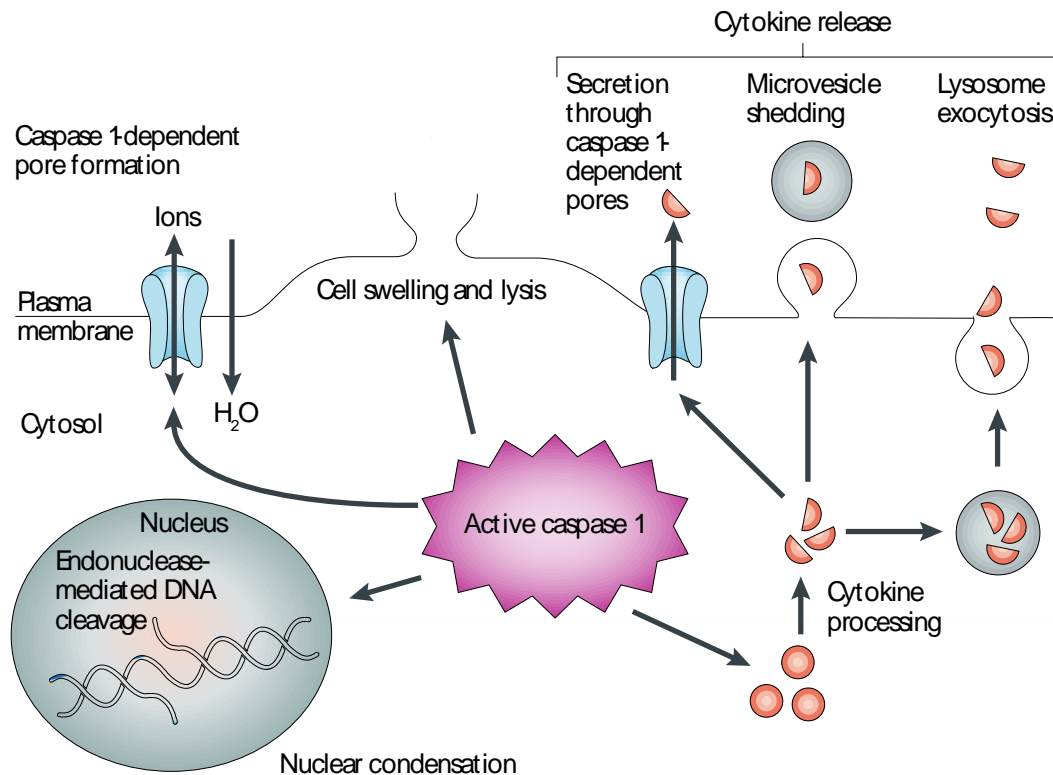 Cytokine release
Secretion
through
caspase 1-
dependent
pores
Microvesicle
shedding
Lysosome
exocytosis
Caspase 1-dependent
pore formation
Ions
Cell swelling and lysis
Plasma
membrane
H₂O
Cytosol
Nucleus
Endonuclease-
mediated DNA
cleavage
Active caspase 1
Cytokine
processing
Nuclear condensation